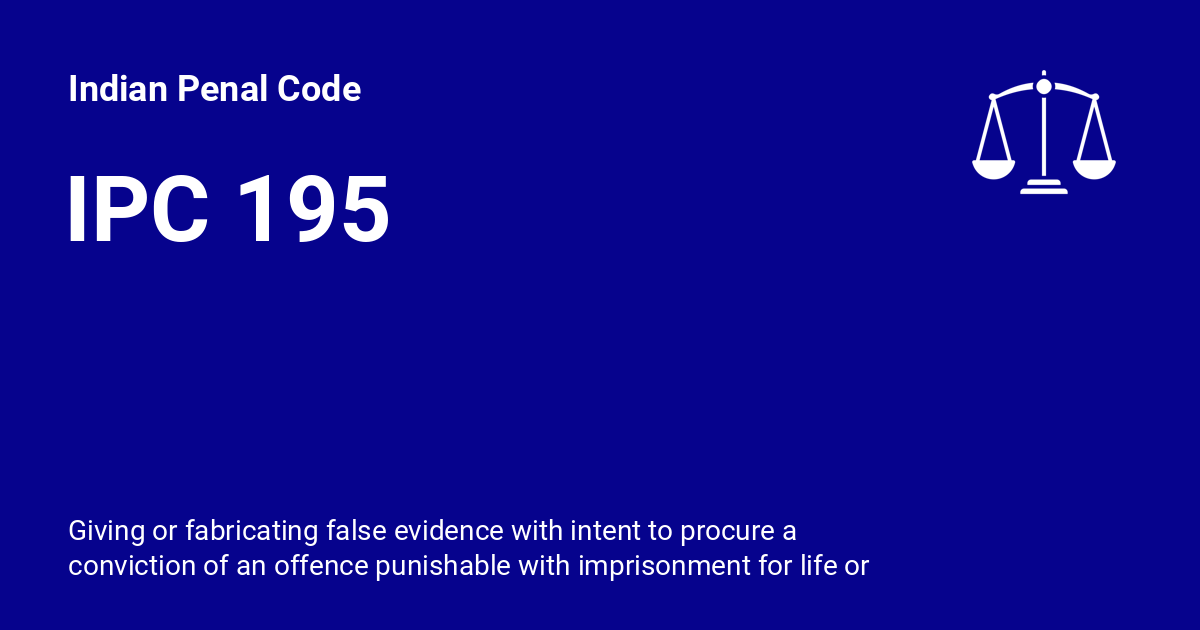 Indian Penal Code
IPC 195
Giving or fabricating false evidence with intent to procure a
conviction of an offence punishable with imprisonment for life or